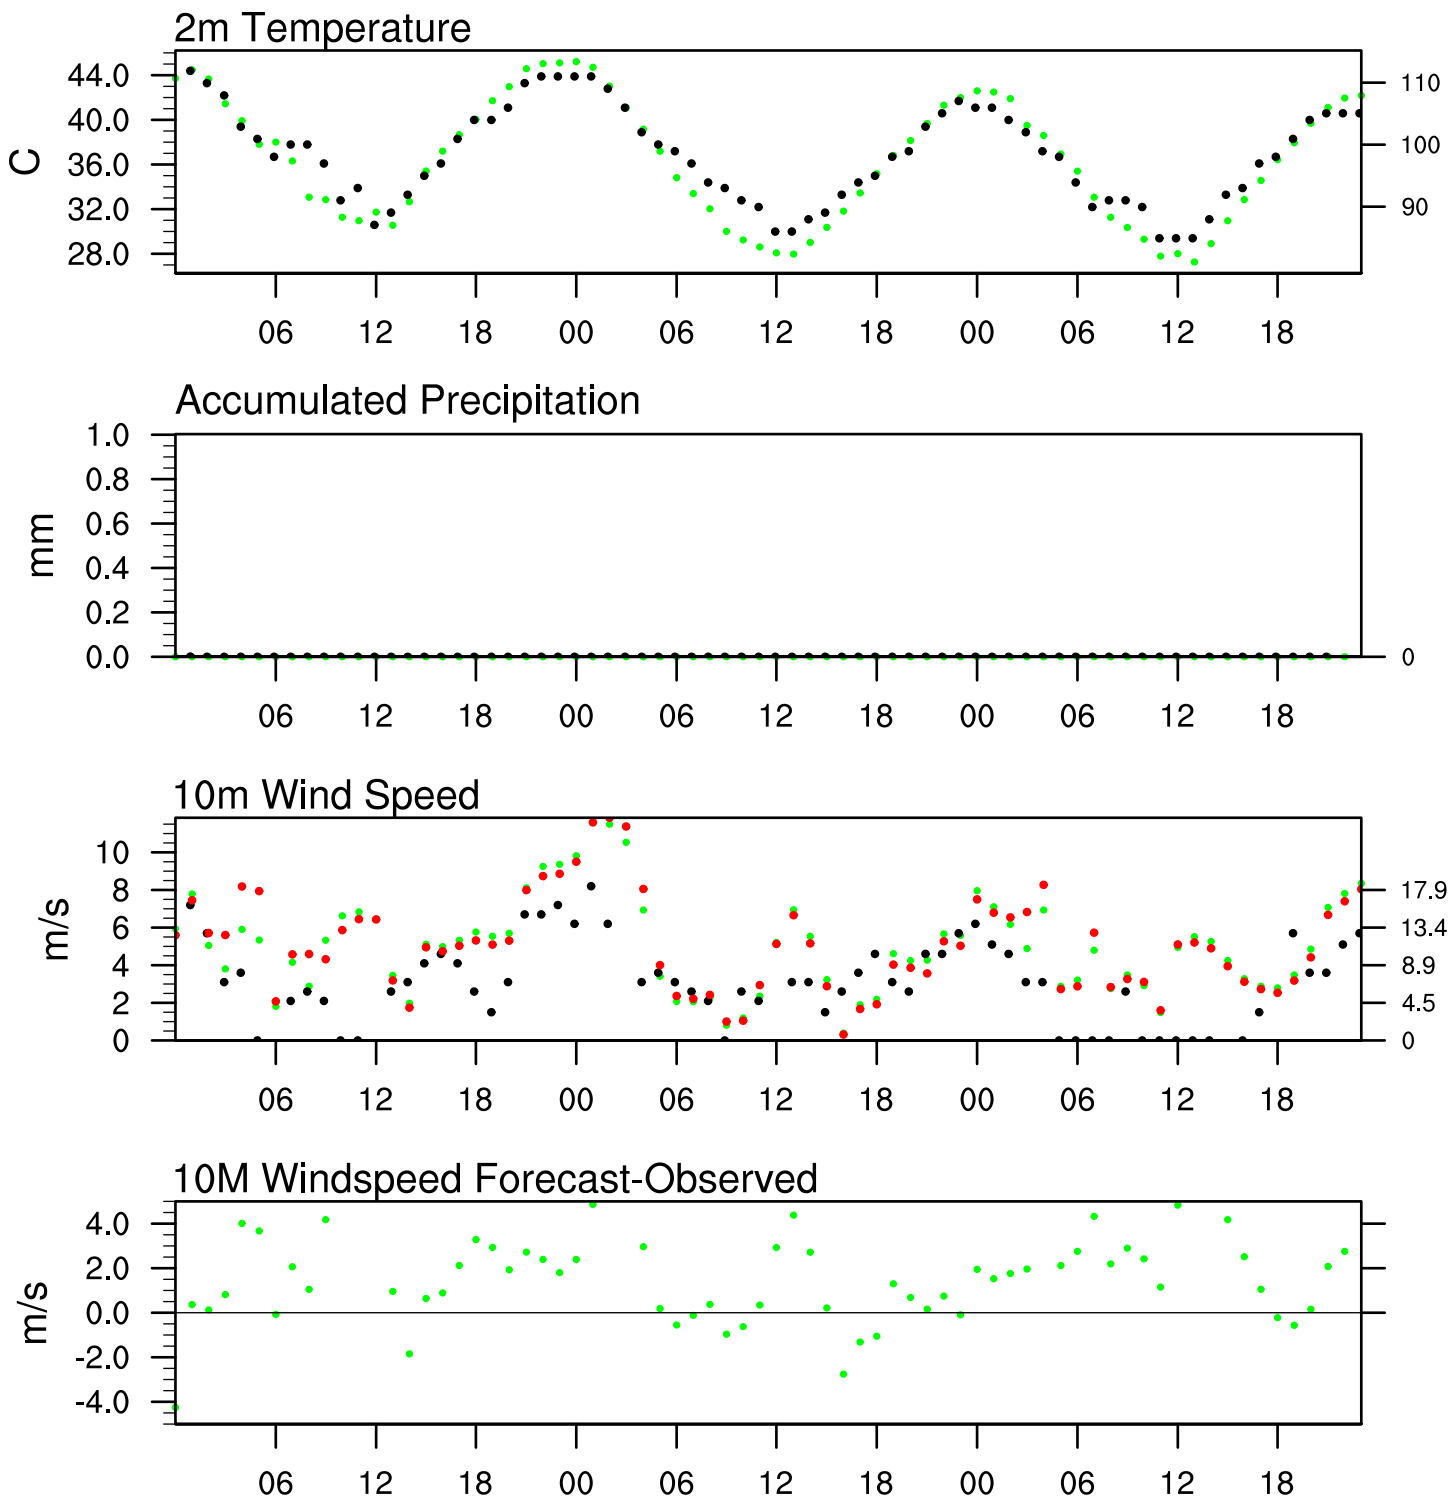 2m Temperature
44.0
40.0
36.0
32.0
28.0
C
110
100
90
06 12 18 00 06 12 18 00 06 12 18
Accumulated Precipitation
1.0
0.8
0.6
0.4
0.2
0.0
mm
0
06 12 18 00 06 12 18 00 06 12 18
10m Wind Speed
10
8
6
4
2
0
m/s
17.9
13.4
8.9
4.5
0
06 12 18 00 06 12 18 00 06 12 18
10M Windspeed Forecast-Observed
4.0
2.0
0.0
-2.0
-4.0
m/s
06 12 18 00 06 12 18 00 06 12 18